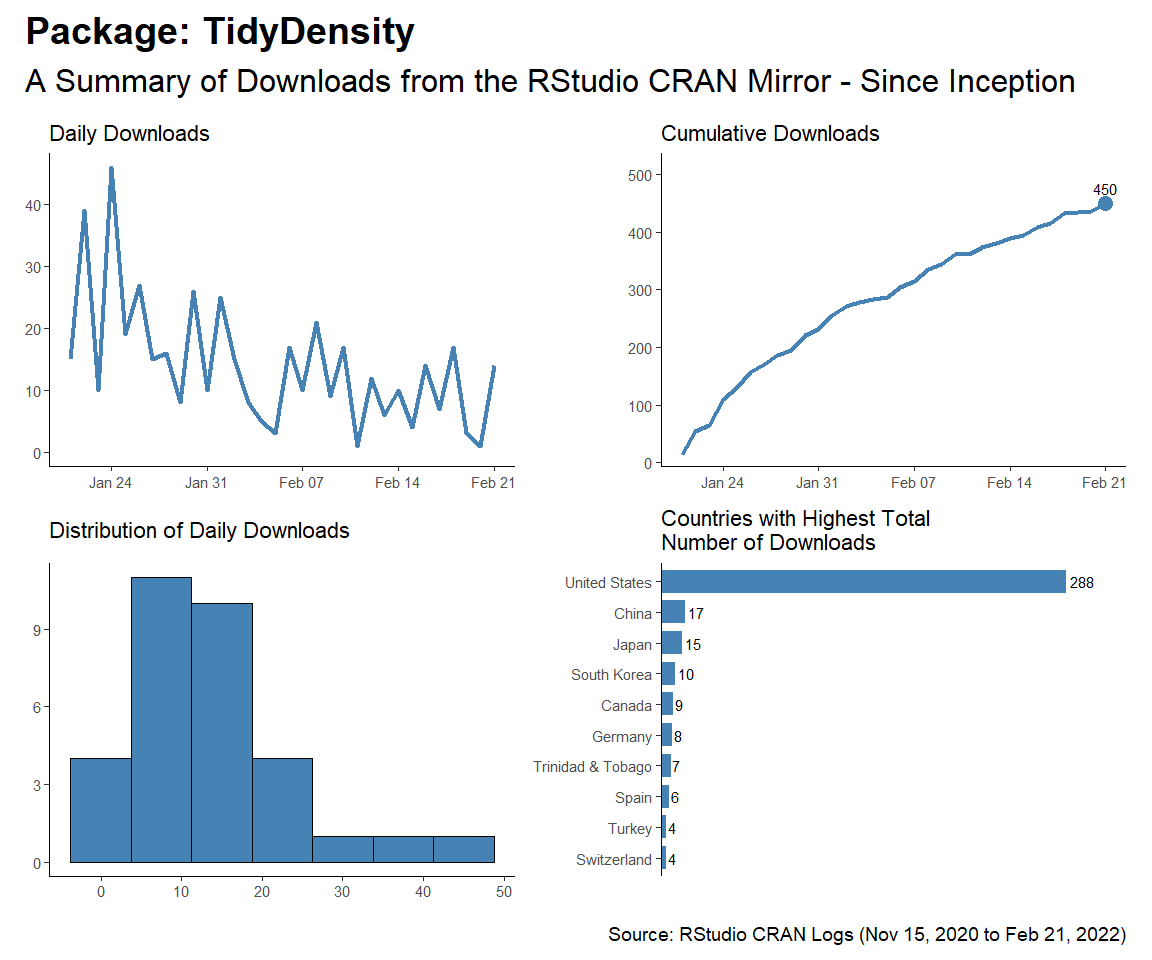 Package: TidyDensity
A Summary of Downloads from the RStudio CRAN Mirror - Since Inception
Daily Downloads
40
30
20
10
0
Jan 24
Jan 31
Feb 07
Feb 14
Feb 21
Cumulative Downloads
500
400
300
200
100
0
450
Jan 24
Jan 31
Feb 07
Feb 14
Feb 21
Distribution of Daily Downloads
9
6
3
0
0
10
20
30
40
50
Countries with Highest Total
Number of Downloads
United States 288
China 17
Japan 15
South Korea 10
Canada 9
Germany 8
Trinidad & Tobago 7
Spain 6
Turkey 4
Switzerland 4
Source: RStudio CRAN Logs (Nov 15, 2020 to Feb 21, 2022)